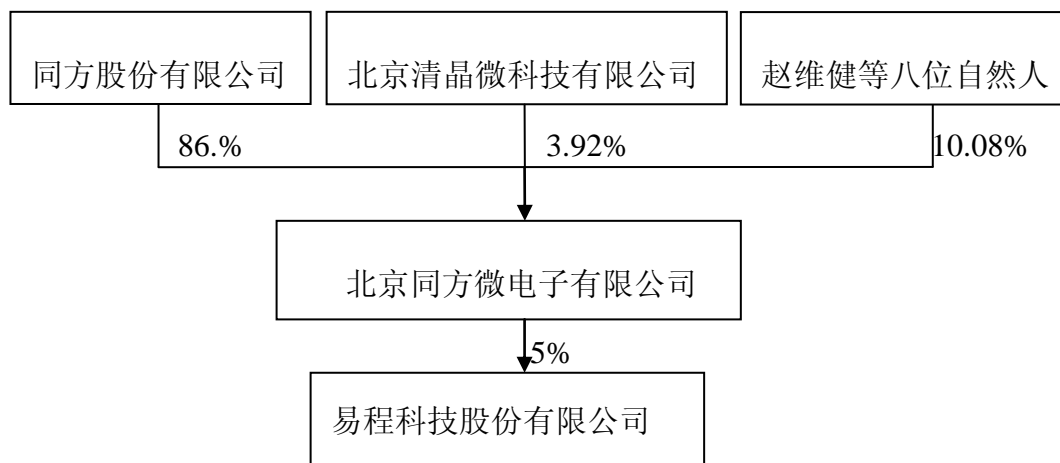 同方股份有限公司
北京清晶微科技有限公司
赵维健等八位自然人
86.%
3.92%
10.08%
北京同方微电子有限公司
5%
易程科技股份有限公司